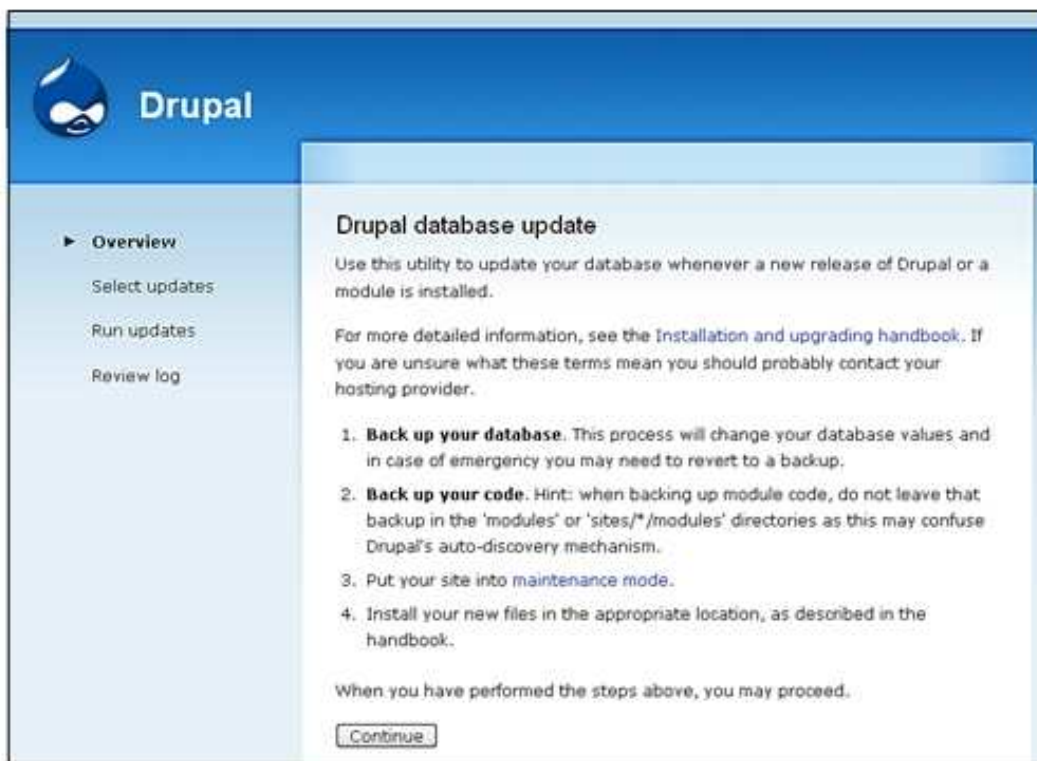 Drupal
Overview
Select updates
Run updates
Review log
Drupal database update
Use this utility to update your database whenever a new release of Drupal or a
module is installed.
For more detailed information, see the Installation and upgrading handbook. If
you are unsure what these terms mean you should probably contact your
hosting provider.
1. Back up your database. This process will change your database values and
in case of emergency you may need to revert to a backup.
2. Back up your code. Hint: when backing up module code, do not leave that
backup in the 'modules' or 'sites/*/modules' directories as this may confuse
Drupal's auto-discovery mechanism.
3. Put your site into maintenance mode.
4. Install your new files in the appropriate location, as described in the
handbook.
When you have performed the steps above, you may proceed.
Continue